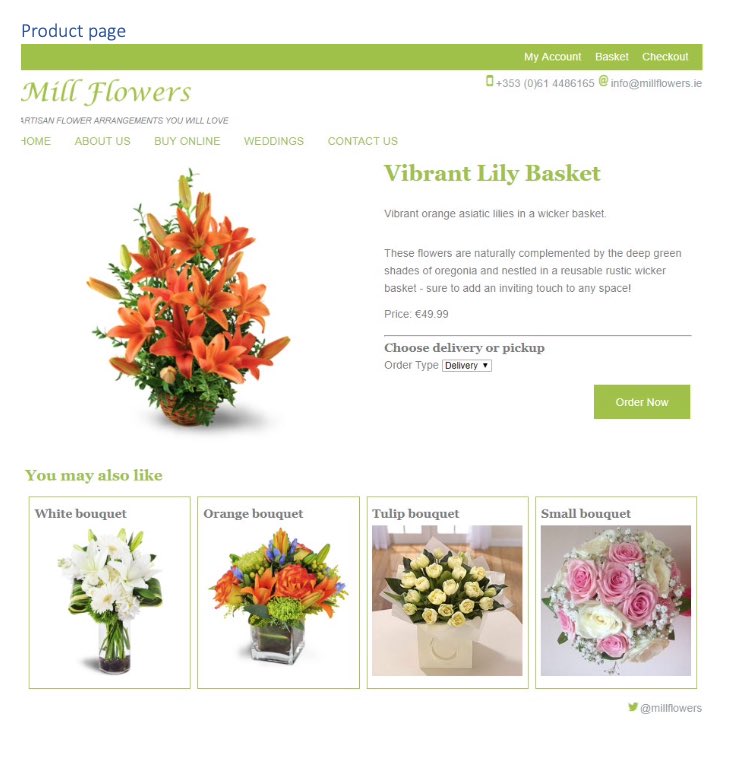 Product page
My Account Basket Checkout
+353 (0)61 4486165 @ info@millflowers.ie
Mill Flowers
ARTISAN FLOWER ARRANGEMENTS YOU WILL LOVE
HOME ABOUT US BUY ONLINE WEDDINGS CONTACT US
Vibrant Lily Basket
Vibrant orange asiatic lilies in a wicker basket.
These flowers are naturally complemented by the deep green
shades of oregonia and nestled in a reusable rustic wicker
basket - sure to add an inviting touch to any space!
Price: €49.99
Choose delivery or pickup
Order Type Delivery
Order Now
You may also like
White bouquet Orange bouquet Tulip bouquet Small bouquet
@millflowers